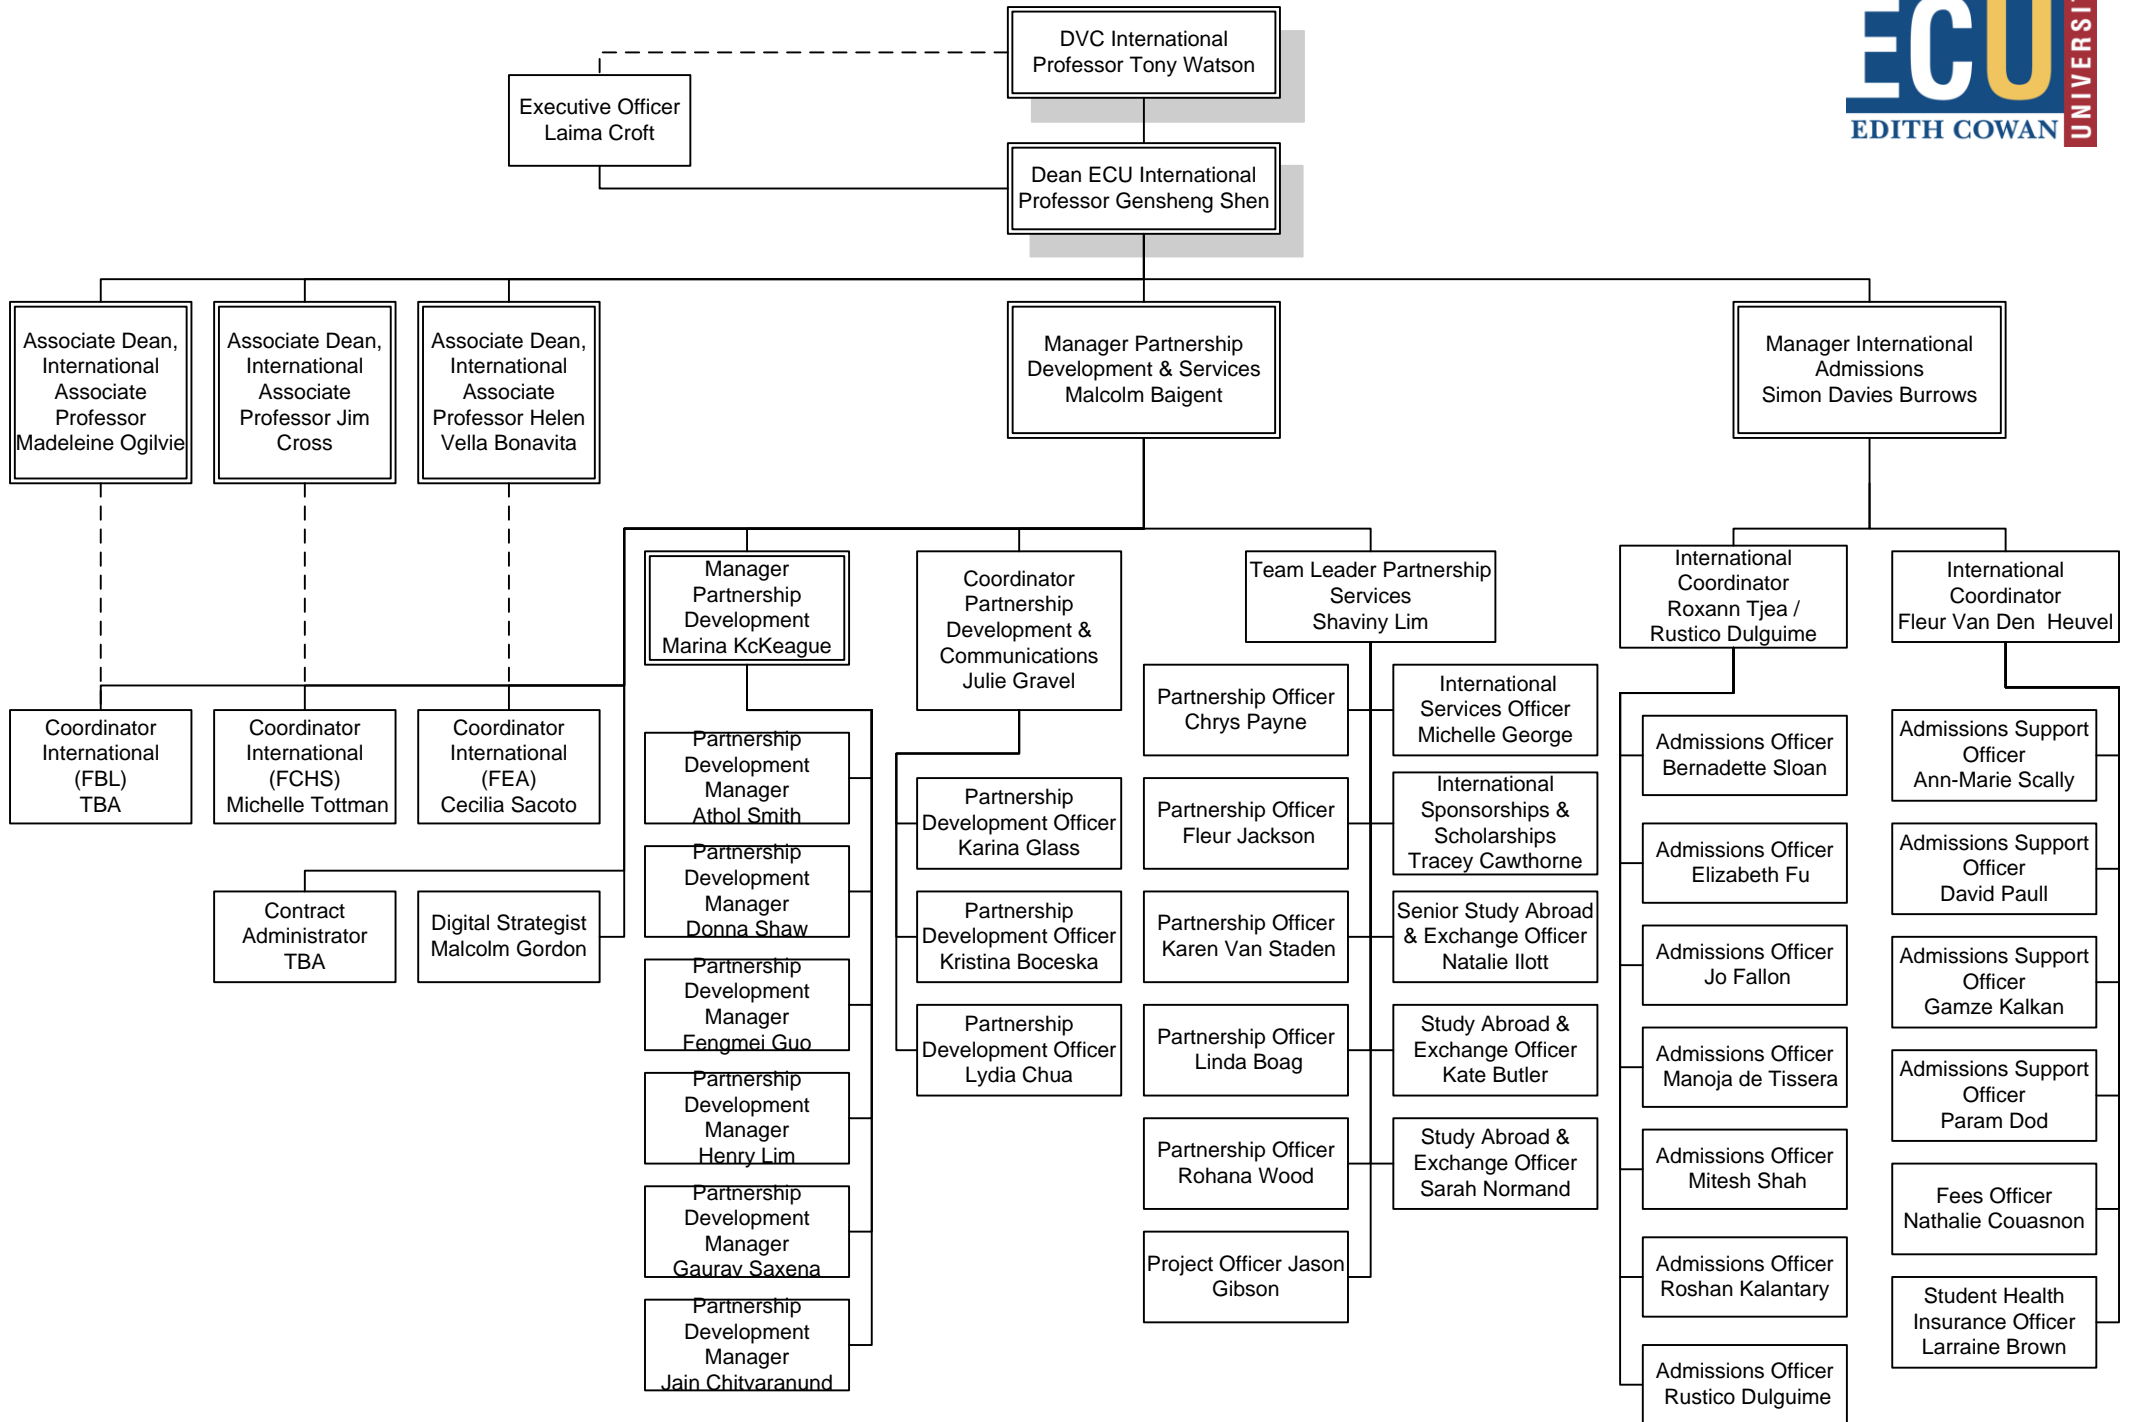 DVC International
Professor Tony Watson
ECU
EDITH COWAN
Executive Officer
Laima Croft
Dean ECU International
Professor Gensheng Shen
Associate Dean,
International
Associate
Professor
Madeleine Ogilvie
Associate Dean,
International
Associate
Professor Jim
Cross
Associate Dean,
International
Associate
Professor Helen
Vella Bonavita
Manager Partnership
Development & Services
Malcolm Baigent
Manager International
Admissions
Simon Davies Burrows
Manager
Partnership
Development
Marina KcKeague
Coordinator
Partnership
Development &
Communications
Julie Gravel
Team Leader Partnership
Services
Shaviny Lim
International
Coordinator
Roxann Tjea /
Rustico Dulguime
International
Coordinator
Fleur Van Den Heuvel
Coordinator
International
(FBL)
TBA
Coordinator
International
(FCHS)
Michelle Tottman
Coordinator
International
(FEA)
Cecilia Sacoto
Contract
Administrator
TBA
Digital Strategist
Malcolm Gordon
Partnership
Development
Manager
Athol Smith
Partnership
Development
Manager
Donna Shaw
Partnership
Development
Manager
Fengmei Guo
Partnership
Development
Manager
Henry Lim
Partnership
Development
Manager
Gaurav Saxena
Partnership
Development
Manager
Jain Chitvaranund
Partnership
Development Officer
Karina Glass
Partnership
Development Officer
Kristina Boceska
Partnership
Development Officer
Lydia Chua
Partnership Officer
Chrys Payne
Partnership Officer
Fleur Jackson
Partnership Officer
Karen Van Staden
Partnership Officer
Linda Boag
Partnership Officer
Rohana Wood
Project Officer Jason
Gibson
International
Services Officer
Michelle George
International
Sponsorships &
Scholarships
Tracey Cawthorne
Senior Study Abroad
& Exchange Officer
Natalie Ilott
Study Abroad &
Exchange Officer
Kate Butler
Study Abroad &
Exchange Officer
Sarah Normand
Admissions Officer
Bernadette Sloan
Admissions Officer
Elizabeth Fu
Admissions Officer
Jo Fallon
Admissions Officer
Manoja de Tissera
Admissions Officer
Mitesh Shah
Admissions Officer
Roshan Kalantary
Admissions Officer
Rustico Dulguime
Admissions Support
Officer
Ann-Marie Scally
Admissions Support
Officer
David Paull
Admissions Support
Officer
Gamze Kalkan
Admissions Support
Officer
Param Dod
Fees Officer
Nathalie Couasnon
Student Health
Insurance Officer
Larraine Brown